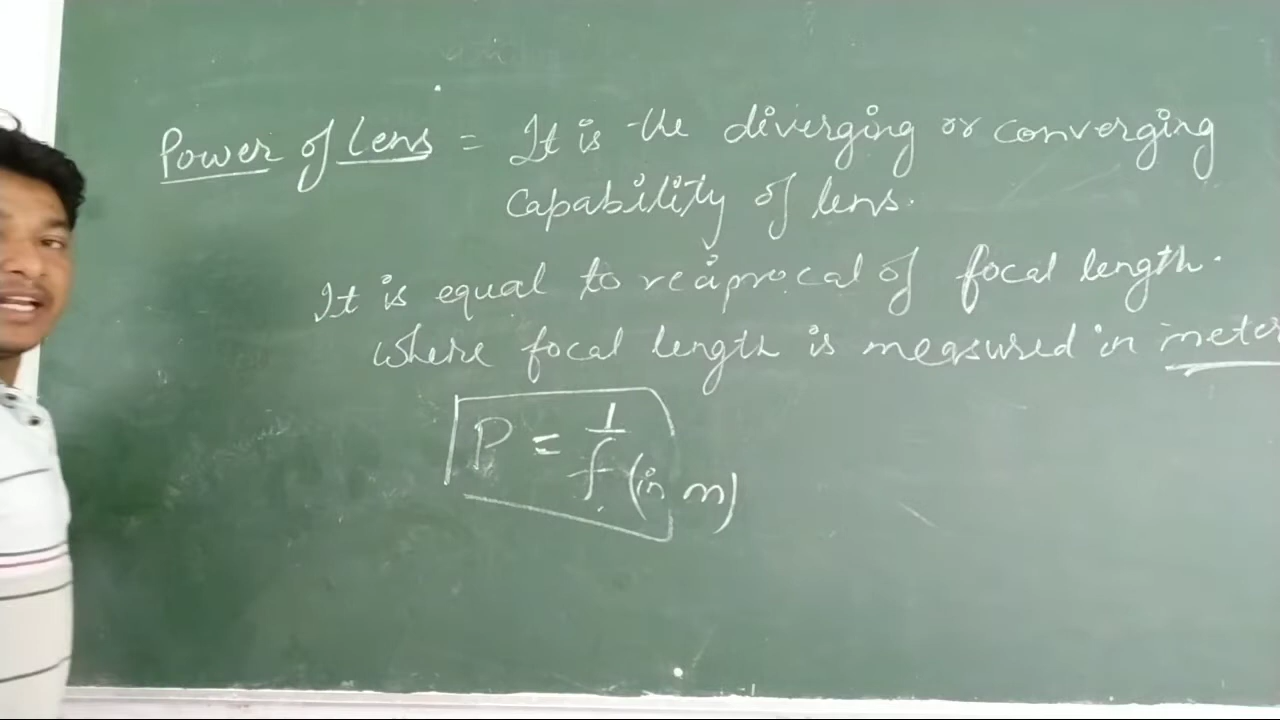 Power of Lens = It is the diverging or converging
capability of lens.
It is equal to reciprocal of focal length.
where focal length is measured in meter
P = 1/f (in m)